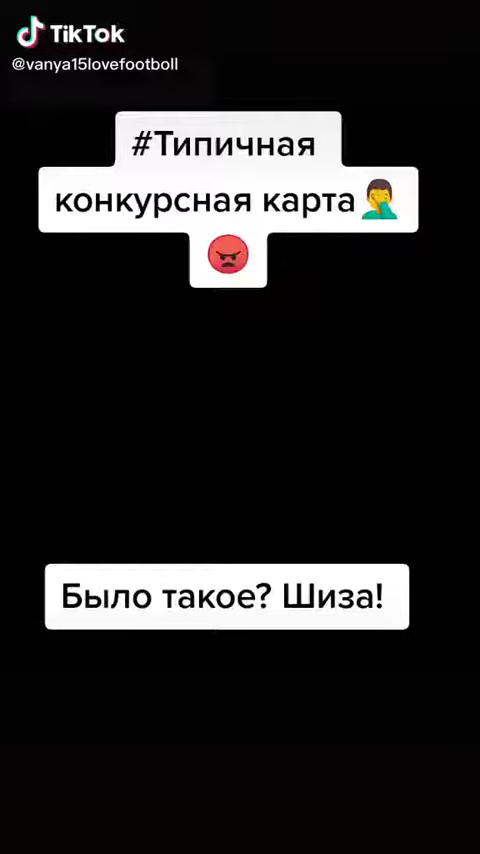 TikTok
@vanya15lovefootboll
#Типичная
конкурсная карта🤦‍♂️
😡
Было такое? Шиза!